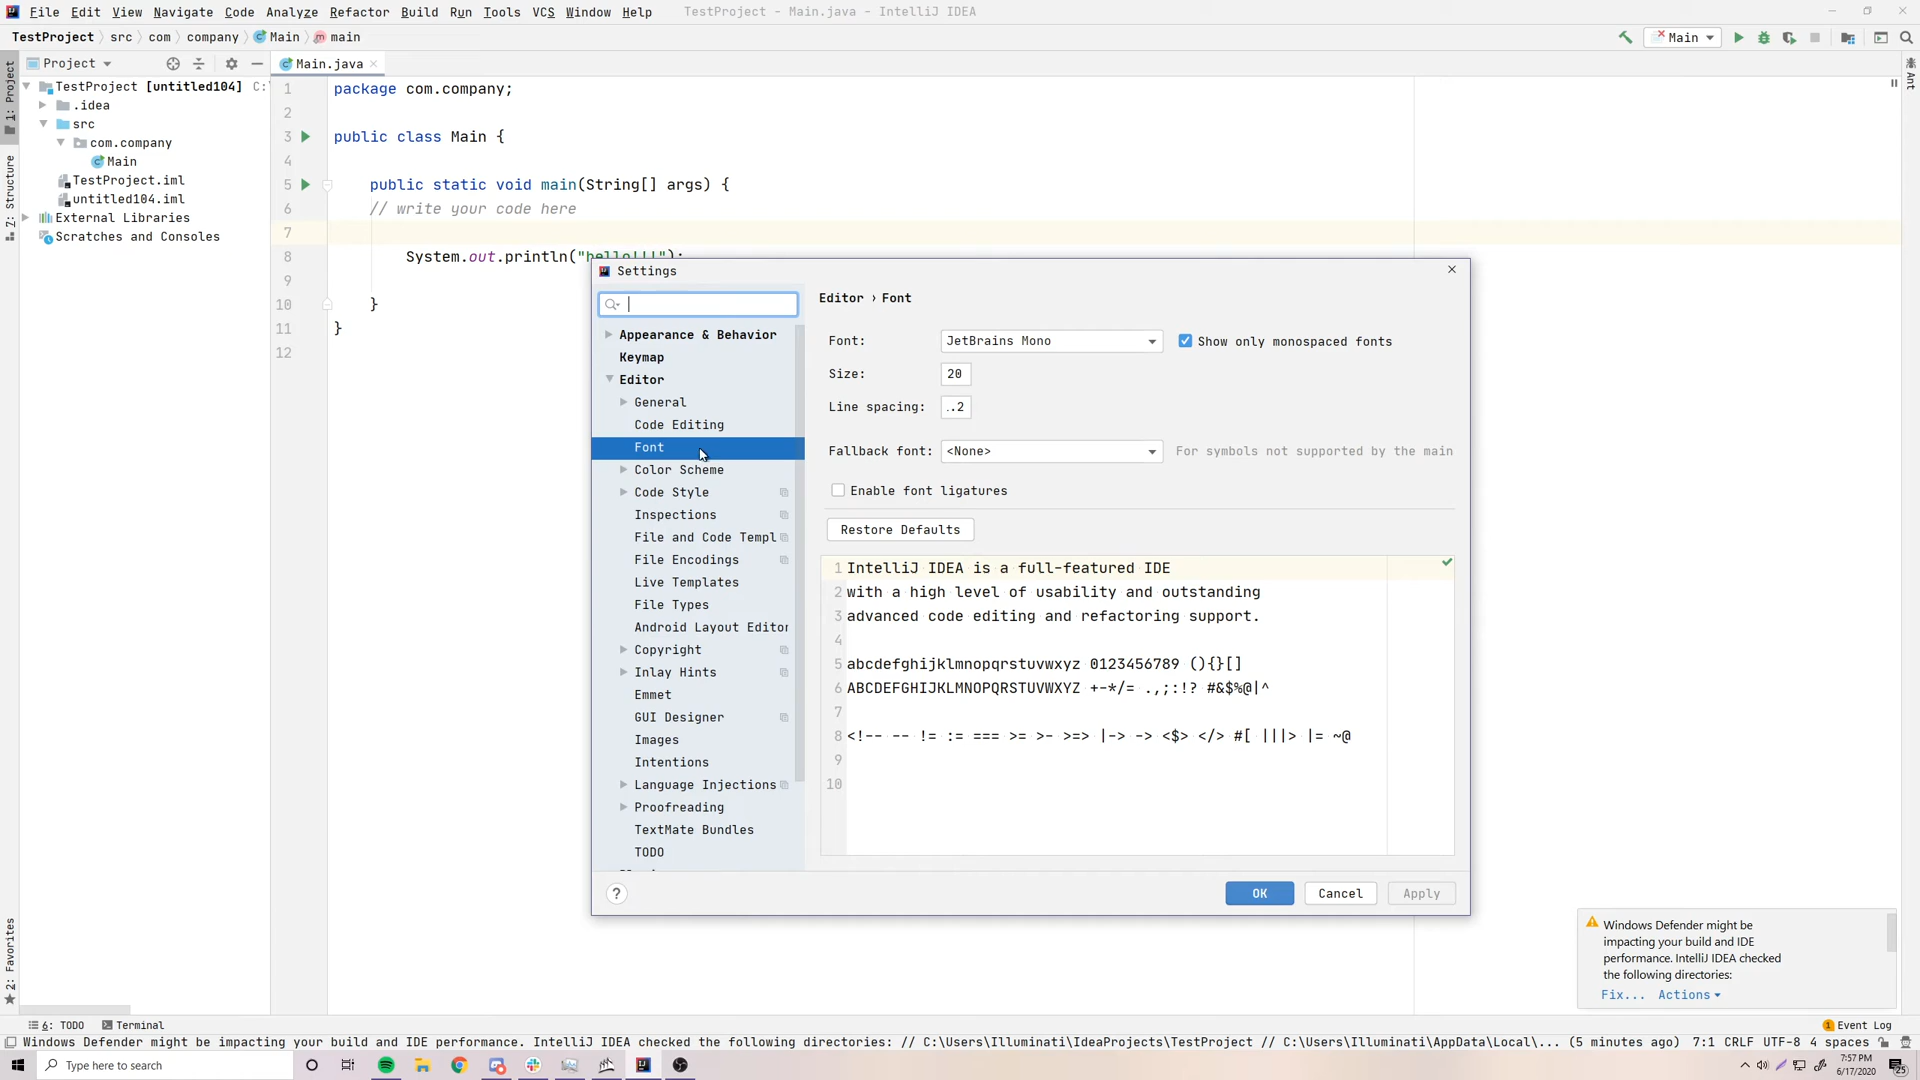 File Edit View Navigate Code Analyze Refactor Build Run Tools VCS Window Help TestProject - Main.java - IntelliJ IDEA
TestProject src com company Main main
Main
Project
Main.java
1: Project
7: Structure
2: Favorites
Ant
TestProject [untitled104] C:
.idea
src
com.company
Main
TestProject.iml
untitled104.iml
External Libraries
Scratches and Consoles
1 package com.company;
2
3 public class Main {
4
5 public static void main(String[] args) {
6 // write your code here
7
8 System.out.println("hello!!!");
9
10 }
11 }
12
Settings
Appearance & Behavior
Keymap
Editor
General
Code Editing
Font
Color Scheme
Code Style
Inspections
File and Code Templ
File Encodings
Live Templates
File Types
Android Layout Editor
Copyright
Inlay Hints
Emmet
GUI Designer
Images
Intentions
Language Injections
Proofreading
TextMate Bundles
TODO
Editor › Font
Font: JetBrains Mono Show only monospaced fonts
Size: 20
Line spacing: .2
Fallback font: <None> For symbols not supported by the main
Enable font ligatures
Restore Defaults
1 IntelliJ IDEA is a full-featured IDE
2 with a high level of usability and outstanding
3 advanced code editing and refactoring support.
4
5 abcdefghijklmnopqrstuvwxyz 0123456789 (){}[]
6 ABCDEFGHIJKLMNOPQRSTUVWXYZ +-*/= .,;:!? #&$%@|^
7
8 <!-- -- != := === >= >- >=> |-> -> <$> </> #[ |||> |= ~@
9
10
? OK Cancel Apply
Windows Defender might be
impacting your build and IDE
performance. IntelliJ IDEA checked
the following directories:
Fix... Actions
6: TODO Terminal 1 Event Log
Windows Defender might be impacting your build and IDE performance. IntelliJ IDEA checked the following directories: // C:\Users\Illuminati\IdeaProjects\TestProject // C:\Users\Illuminati\AppData\Local\... (5 minutes ago) 7:1 CRLF UTF-8 4 spaces
Type here to search
7:57 PM
6/17/2020
25